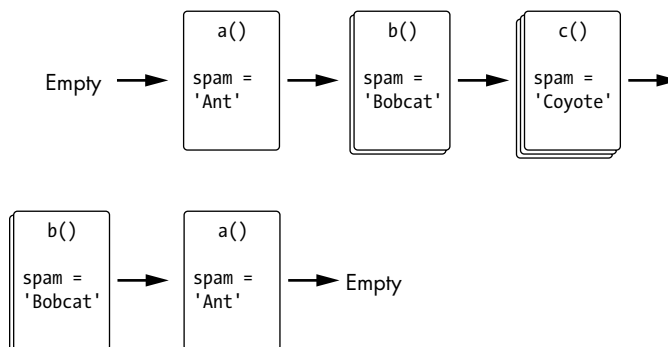 Empty
a()
spam =
'Ant'
b()
spam =
'Bobcat'
c()
spam =
'Coyote'
b()
spam =
'Bobcat'
a()
spam =
'Ant'
Empty